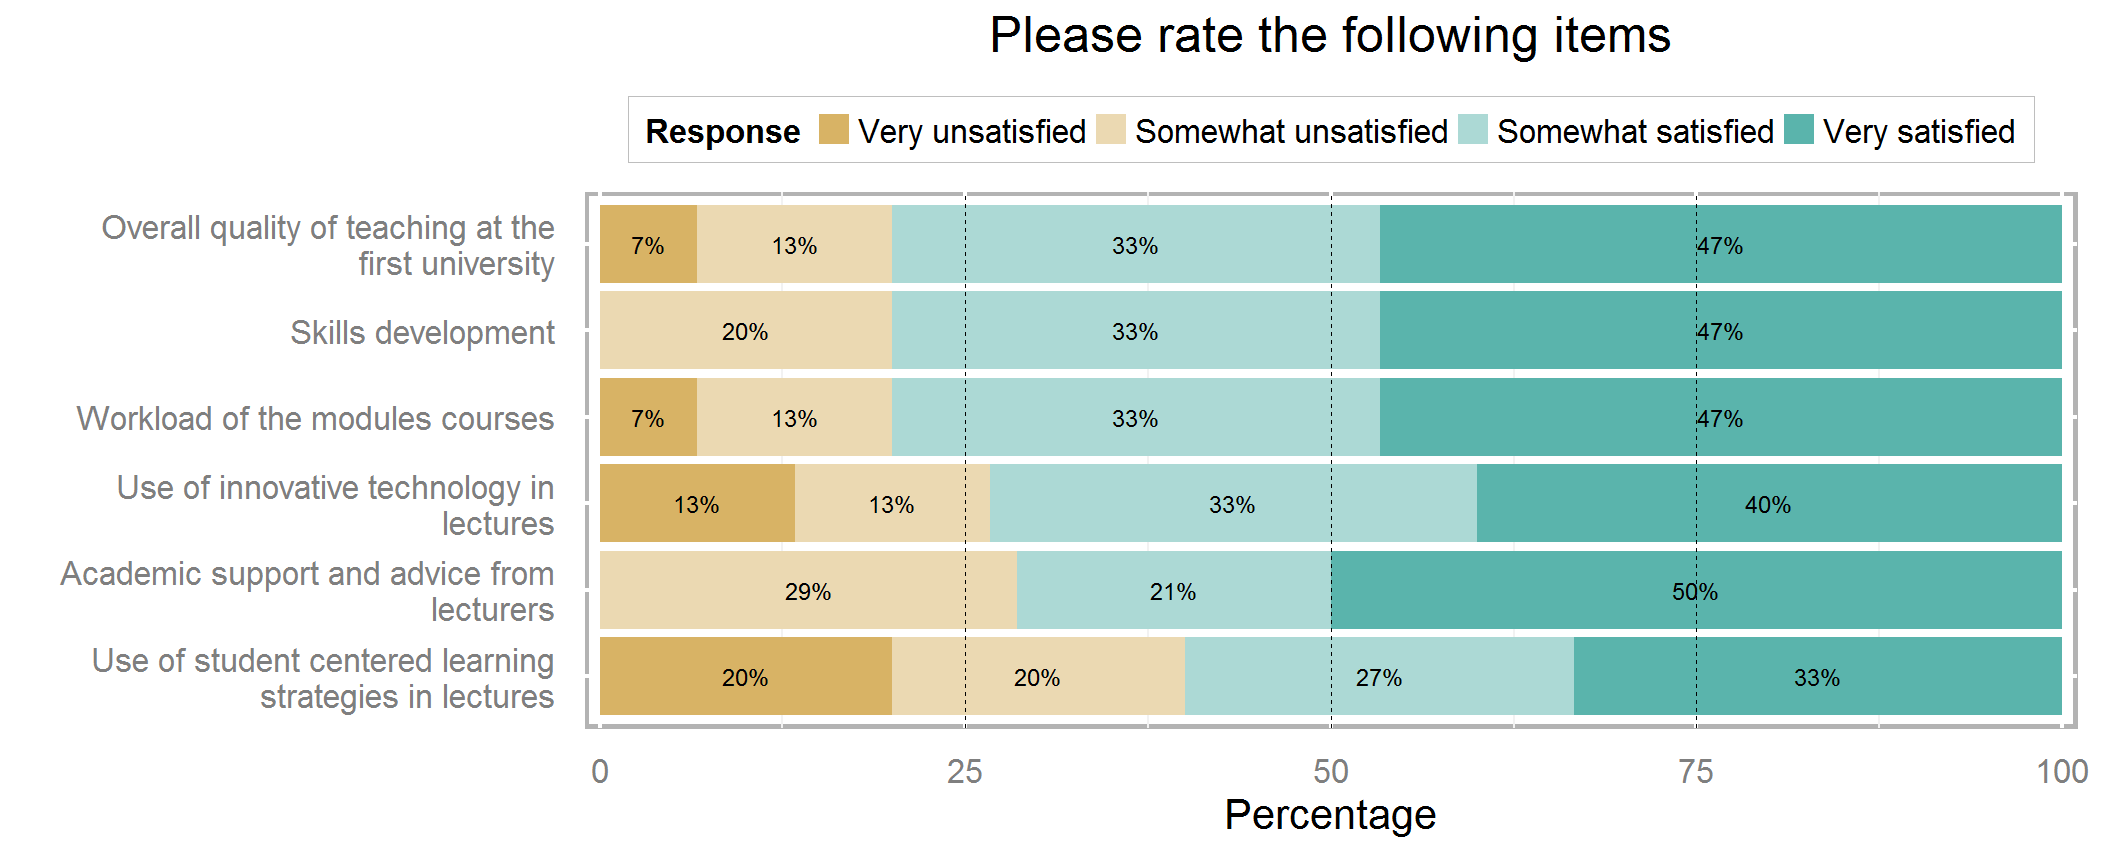 Please rate the following items
Response Very unsatisfied Somewhat unsatisfied Somewhat satisfied Very satisfied
Overall quality of teaching at the
first university
7% 13% 33% 47%
Skills development
20% 33% 47%
Workload of the modules courses
7% 13% 33% 47%
Use of innovative technology in
lectures
13% 13% 33% 40%
Academic support and advice from
lecturers
29% 21% 50%
Use of student centered learning
strategies in lectures
20% 20% 27% 33%
0 25 50 75 100
Percentage